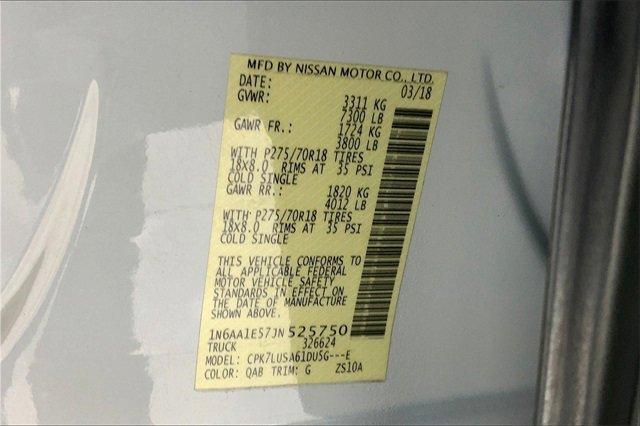 MFD BY NISSAN MOTOR CO., LTD.
DATE: 03/18
GVWR: 3311 KG
7300 LB
GAWR FR.: 1724 KG
3800 LB
WITH P275/70R18 TIRES
18X8.0 RIMS AT 35 PSI
COLD SINGLE
GAWR RR.: 1820 KG
4012 LB
WITH P275/70R18 TIRES
18X8.0 RIMS AT 35 PSI
COLD SINGLE
THIS VEHICLE CONFORMS TO
ALL APPLICABLE FEDERAL
MOTOR VEHICLE SAFETY
STANDARDS IN EFFECT ON
THE DATE OF MANUFACTURE
SHOWN ABOVE.
1N6AA1E57JN525750
TRUCK 326624
MODEL: CPK7LUSA61DU5G---E
COLOR: QAB TRIM: G ZS10A